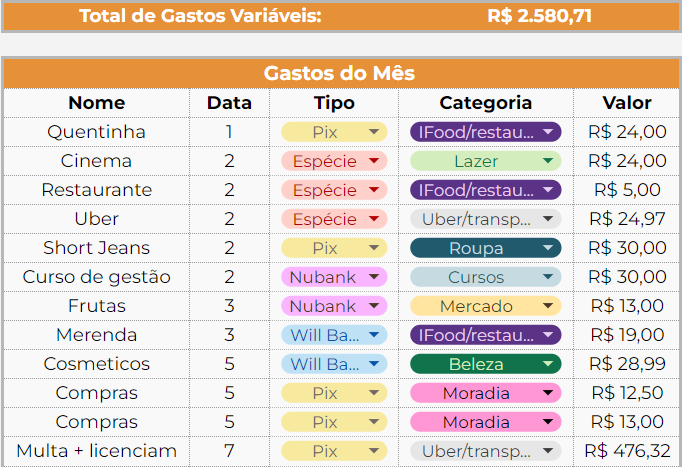 Total de Gastos Variáveis: R$ 2.580,71
Gastos do Mês
Nome Data Tipo Categoria Valor
Quentinha 1 Pix IFood/restau... R$ 24,00
Cinema 2 Espécie Lazer R$ 24,00
Restaurante 2 Espécie IFood/restau... R$ 5,00
Uber 2 Espécie Uber/transp... R$ 24,97
Short Jeans 2 Pix Roupa R$ 30,00
Curso de gestão 2 Nubank Cursos R$ 30,00
Frutas 3 Nubank Mercado R$ 13,00
Merenda 3 Will Ba... IFood/restau... R$ 19,00
Cosmeticos 5 Will Ba... Beleza R$ 28,99
Compras 5 Pix Moradia R$ 12,50
Compras 5 Pix Moradia R$ 13,00
Multa + licenciam 7 Pix Uber/transp... R$ 476,32